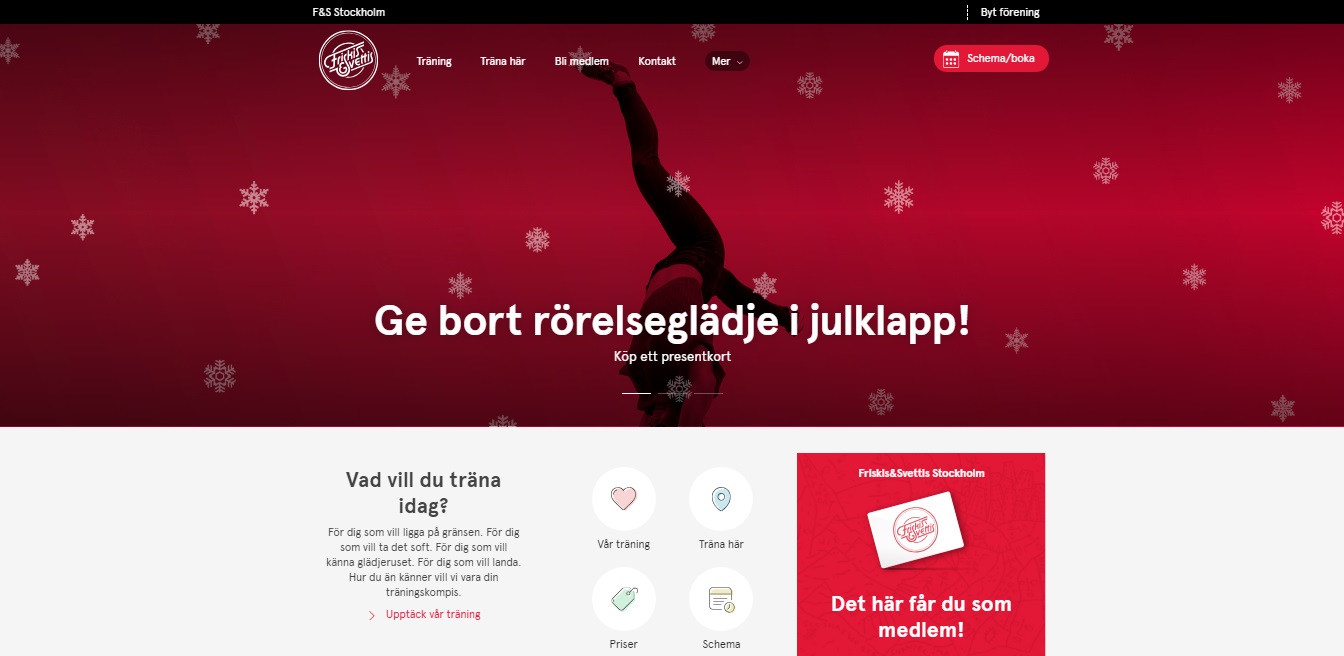 F&S Stockholm
Byt förening
Friskis
Svettis
Träning
Träna här
Bli medlem
Kontakt
Mer
Schema/boka
Ge bort rörelseglädje i julklapp!
Köp ett presentkort
Vad vill du träna
idag?
För dig som vill ligga på gränsen. För dig
som vill ta det soft. För dig som vill
känna glädjeruset. För dig som vill landa.
Hur du än känner vill vi vara din
träningskompis.
Upptäck vår träning
Vår träning
Träna här
Priser
Schema
Friskis&Svettis Stockholm
Friskis
Svettis
Det här får du som
medlem!